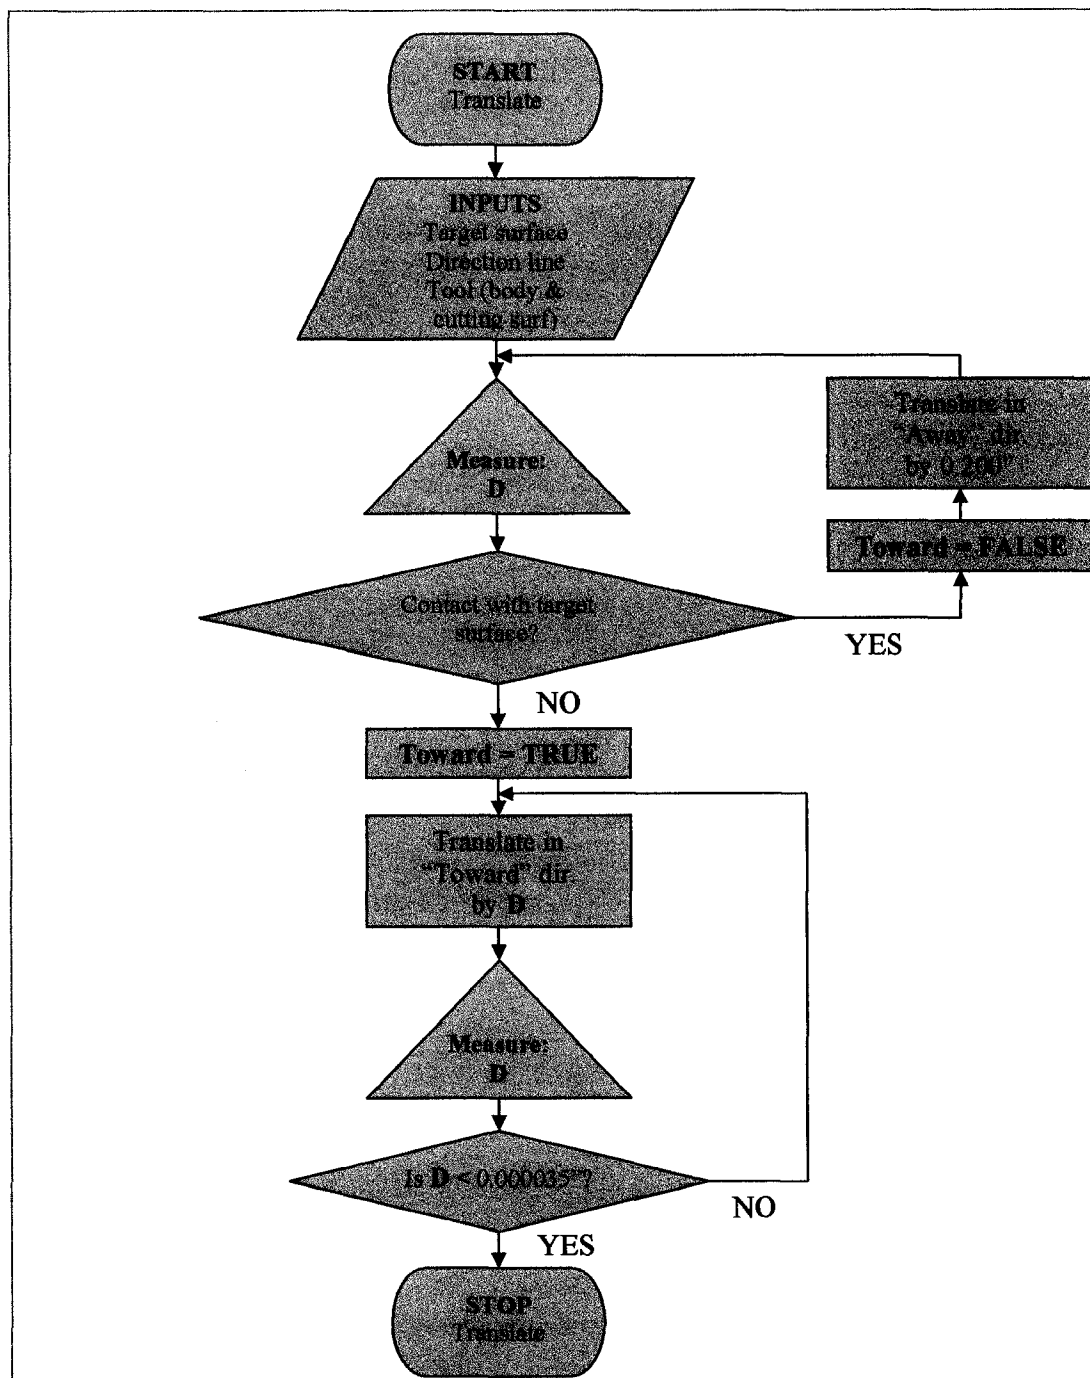 START
Translate
INPUTS
Target surface
Direction line
Tool (body &
cutting surf)
Measure:
D
Contact with target
surface?
YES
Toward = FALSE
Translate in
“Away” dir
by 0.200”
NO
Toward = TRUE
Translate in
“Toward” dir
by D
Measure:
D
Is D < 0.000035”?
NO
YES
STOP
Translate